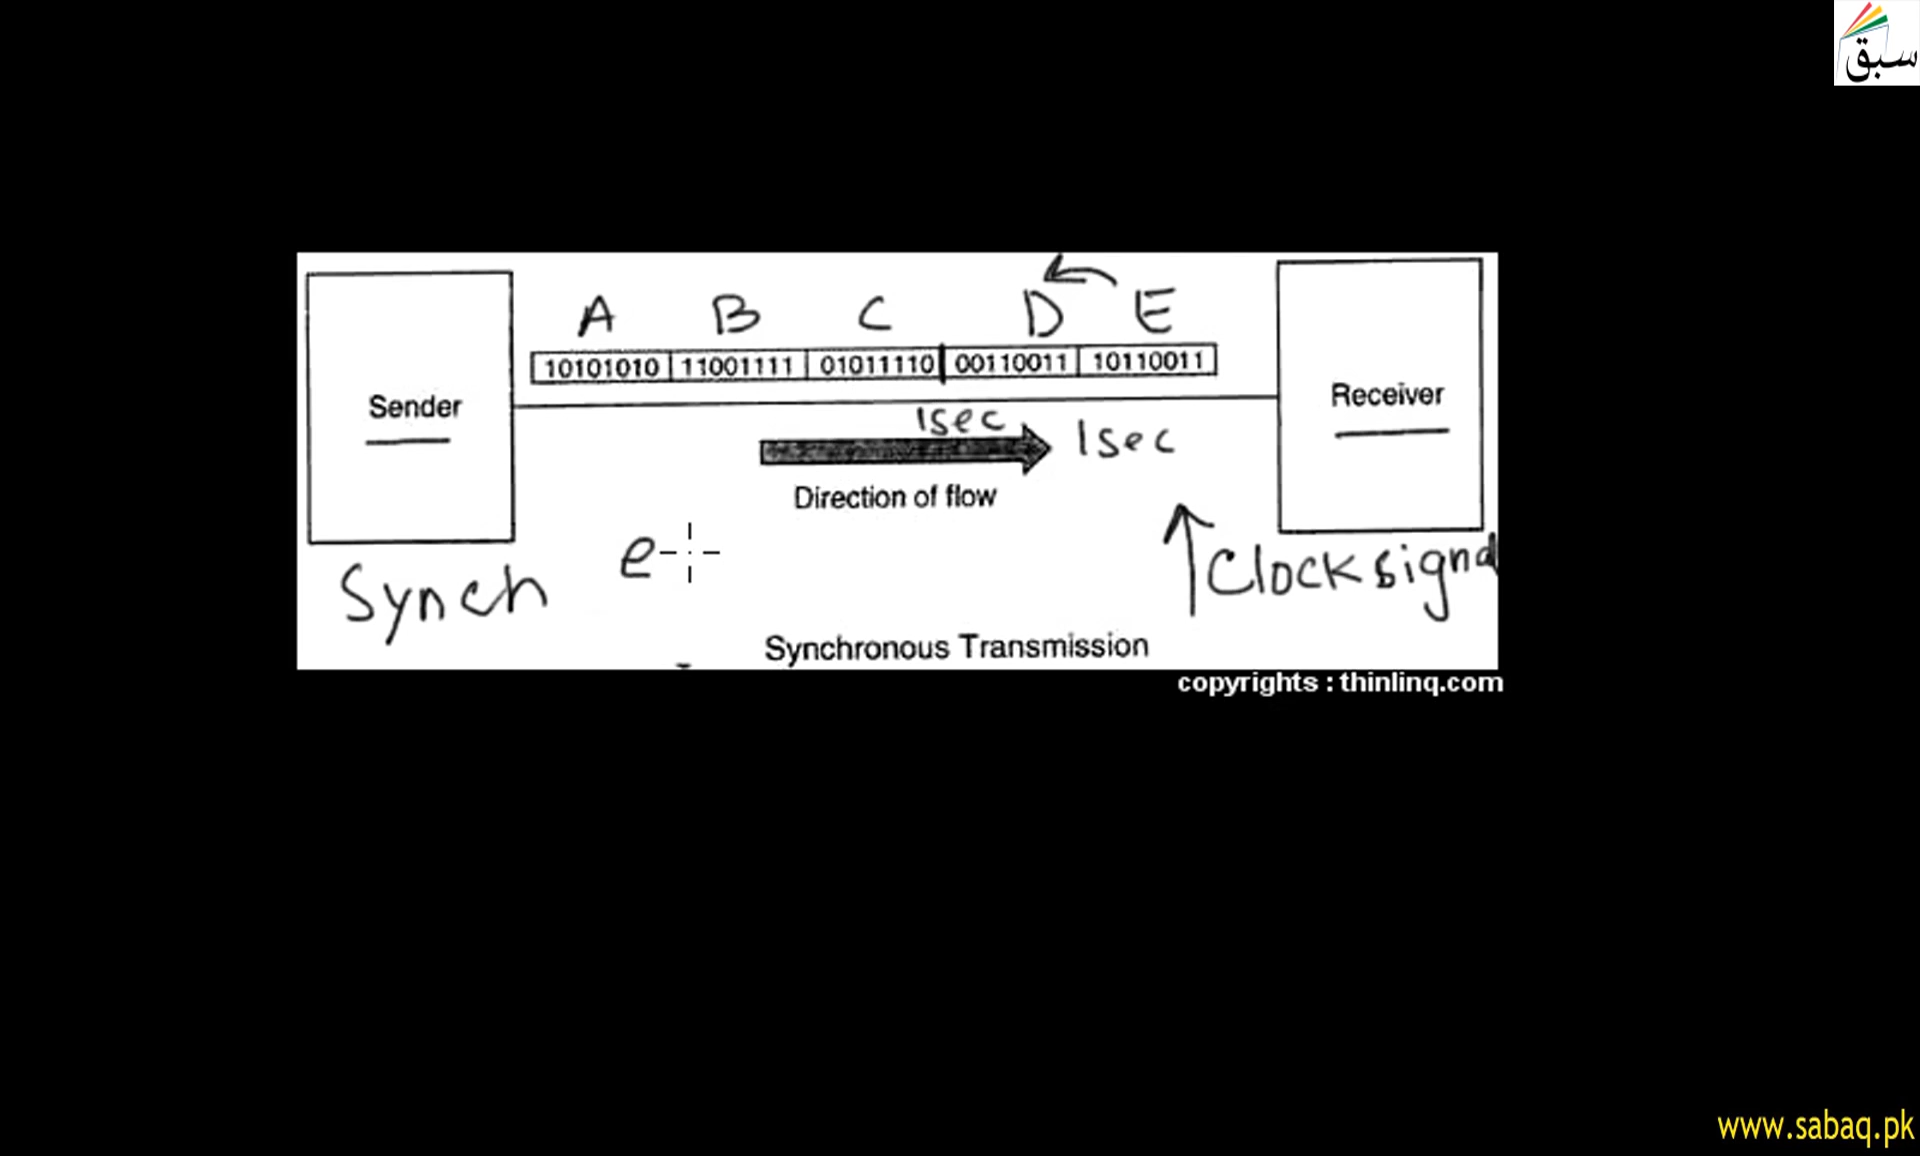 سبق
A B C D E
10101010 11001111 01011110 00110011 10110011
Sender
Receiver
1sec
1sec
Direction of flow
e
Synch
Clock signal
Synchronous Transmission
copyrights : thinlinq.com
www.sabaq.pk